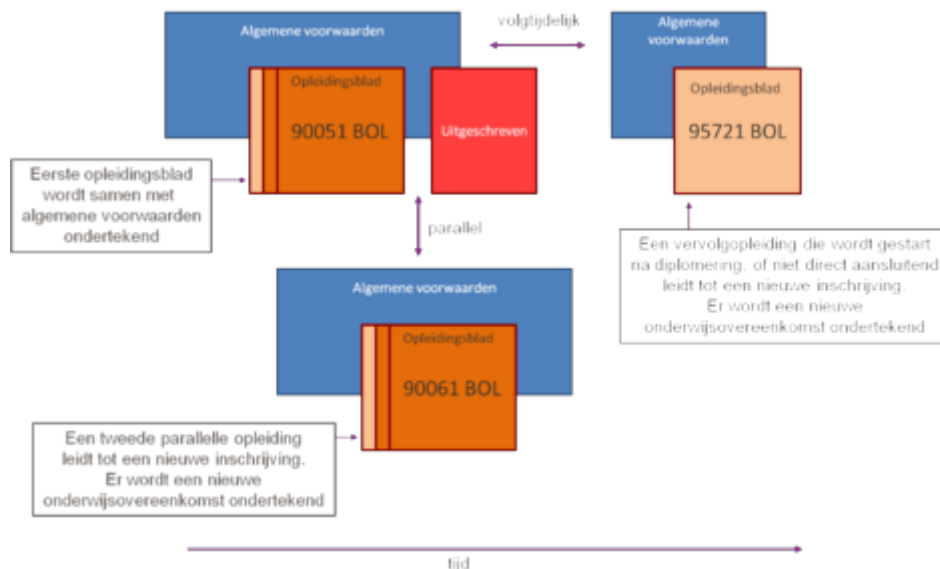 Algemene voorwaarden
volgtijdelijk
Algemene
voorwaarden
Opleidingsblad
90051 BOL
Uitgeschreven
Opleidingsblad
95721 BOL
Eerste opleidingsblad
wordt samen met
algemene voorwaarden
ondertekend
parallel
Een vervolgopleiding die wordt gestart
na diplomering, of niet direct aansluitend
leidt tot een nieuwe inschrijving.
Er wordt een nieuwe
onderwijsovereenkomst ondertekend
Algemene voorwaarden
Opleidingsblad
90061 BOL
Een tweede parallelle opleiding
leidt tot een nieuwe inschrijving.
Er wordt een nieuwe
onderwijsovereenkomst ondertekend
tijd